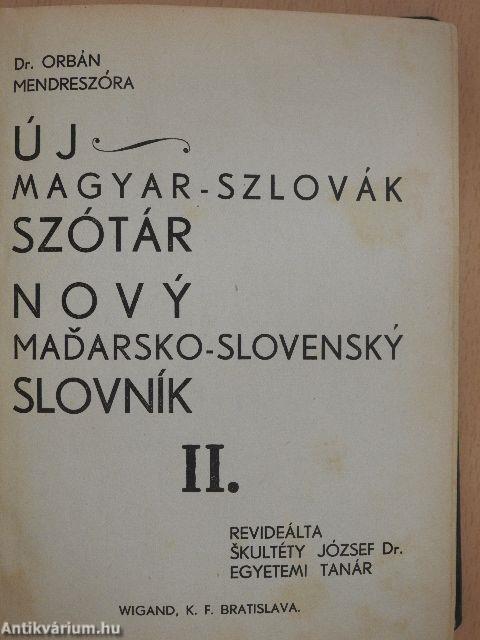 Dr. ORBÁN
MENDRESZÓRA
ÚJ
MAGYAR-SZLOVÁK
SZÓTÁR
NOVÝ
MAĎARSKO-SLOVENSKÝ
SLOVNÍK
II.
REVIDEÁLTA
ŠKULTÉTY JÓZSEF Dr.
EGYETEMI TANÁR
WIGAND, K. F. BRATISLAVA.
Antikvárium.hu